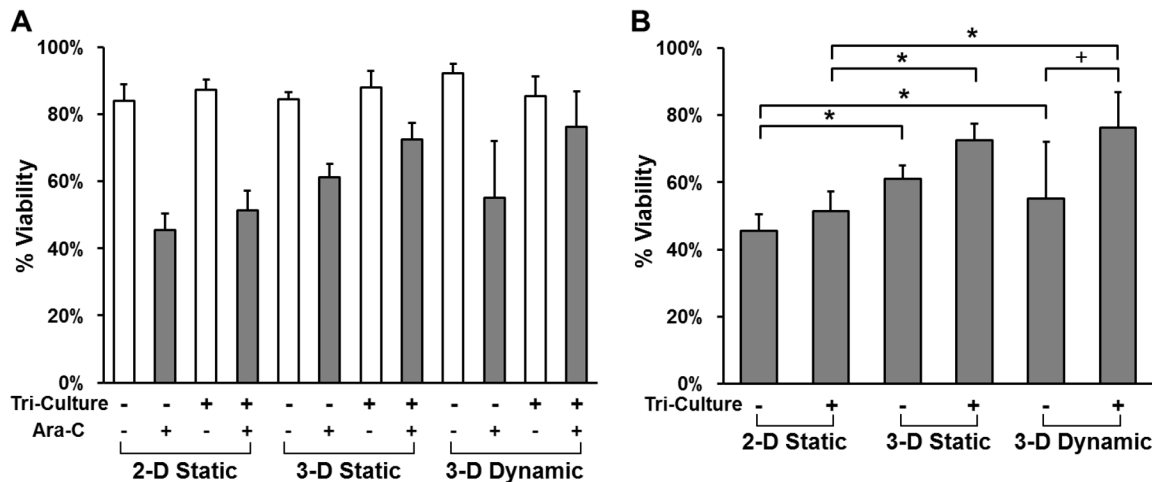 A
100%
80%
60%
40%
20%
0%
% Viability
Tri-Culture - - + + - - + + - - + +
Ara-C - + - + - + - + - + - +
2-D Static 3-D Static 3-D Dynamic
B
100%
80%
60%
40%
20%
0%
% Viability
*
* +
*
*
Tri-Culture - + - + - +
2-D Static 3-D Static 3-D Dynamic